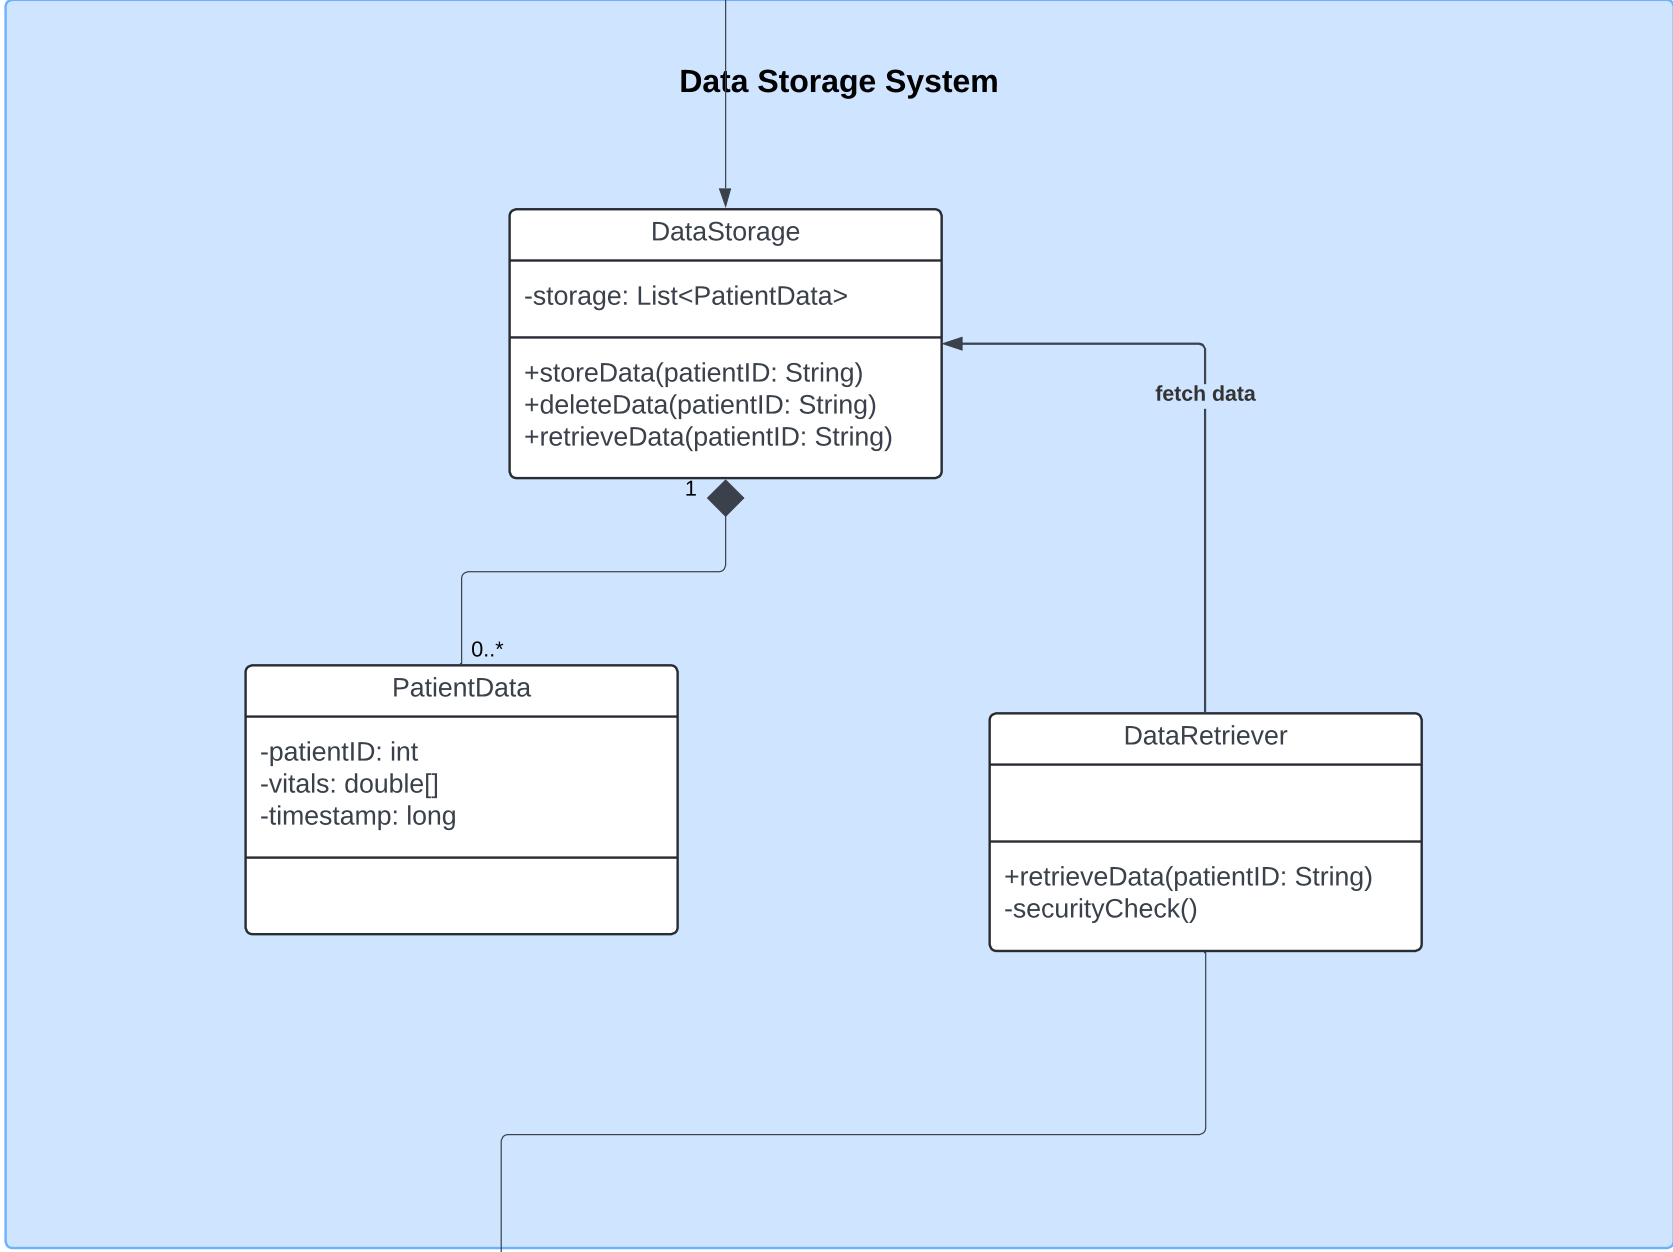 Data Storage System
DataStorage
-storage: List<PatientData>
+storeData(patientID: String)
+deleteData(patientID: String)
+retrieveData(patientID: String)
fetch data
1
0..*
PatientData
-patientID: int
-vitals: double[]
-timestamp: long
DataRetriever
+retrieveData(patientID: String)
-securityCheck()